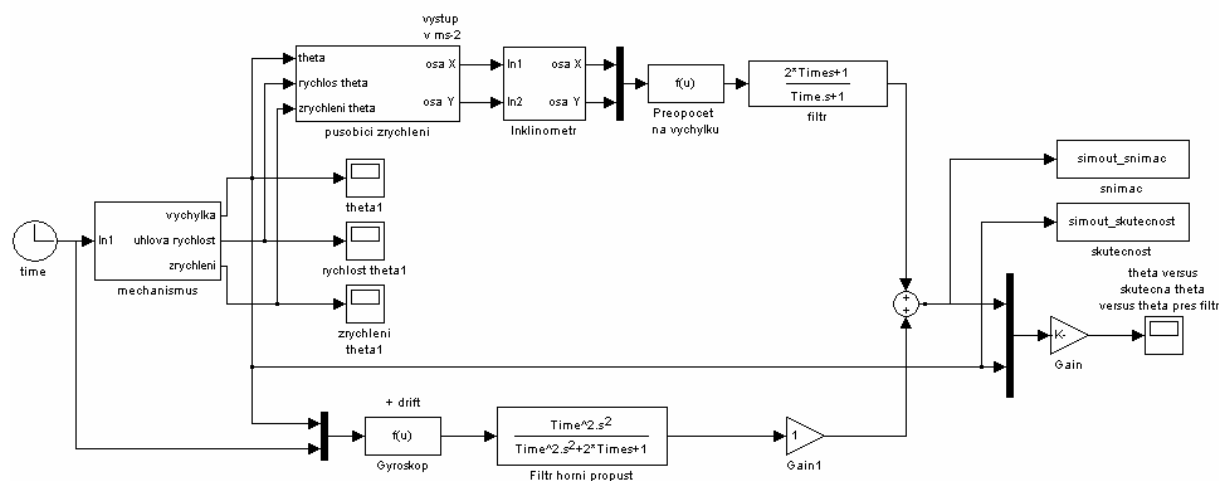 vystup
v ms-2
theta
rychlos theta
zrychleni theta
osa X
osa Y
pusobici zrychleni
In1
In2
osa X
osa Y
Inklinometr
f(u)
Preopocet
na vychylku
2*Times+1
Time.s+1
filtr
theta1
rychlost theta1
zrychleni
theta1
time
In1
vychylka
uhlova rychlost
zrychleni
mechanismus
simout_snimac
snimac
simout_skutecnost
skutecnost
theta versus
skutecna theta
versus theta pres filtr
+
+
K-
Gain
+ drift
f(u)
Gyroskop
Time^2.s²
Time^2.s²+2*Times+1
Filtr horni propust
1
Gain1